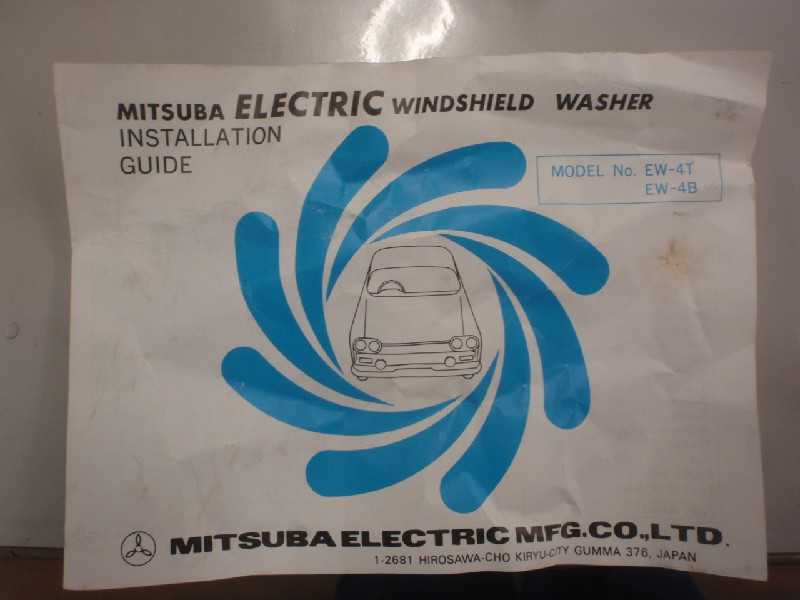 MITSUBA ELECTRIC WINDSHIELD WASHER
INSTALLATION
GUIDE
MODEL No. EW-4T
EW-4B
MITSUBA ELECTRIC MFG.CO.,LTD.
1-2681 HIROSAWA-CHO KIRYU-CITY GUMMA 376, JAPAN